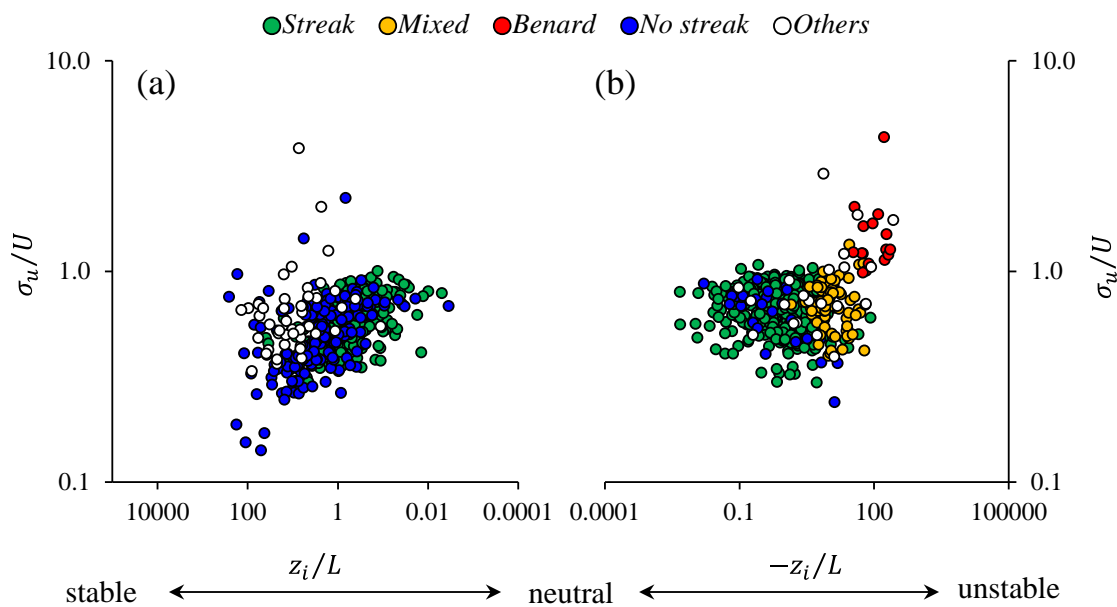 Streak Mixed Benard No streak Others
10.0 10.0
(a) (b)
σu/U
1.0 1.0
σu/U
0.1 0.1
10000 100 1 0.01 0.0001 0.0001 0.1 100 100000
zi/L −zi/L
stable neutral unstable